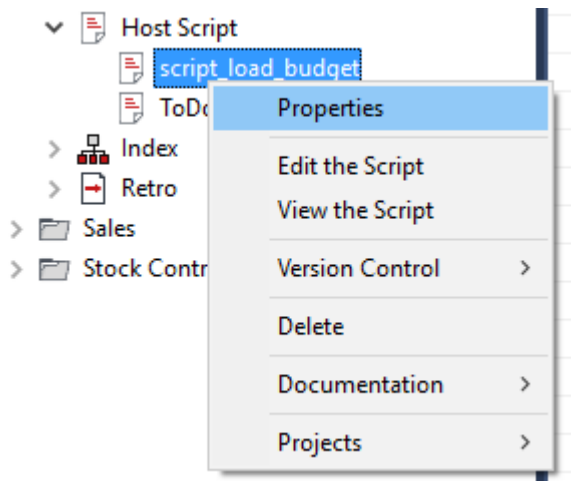 Host Script
script_load_budget
Properties
Edit the Script
Index
Retro
View the Script
Sales
Version Control
Delete
Documentation
Projects